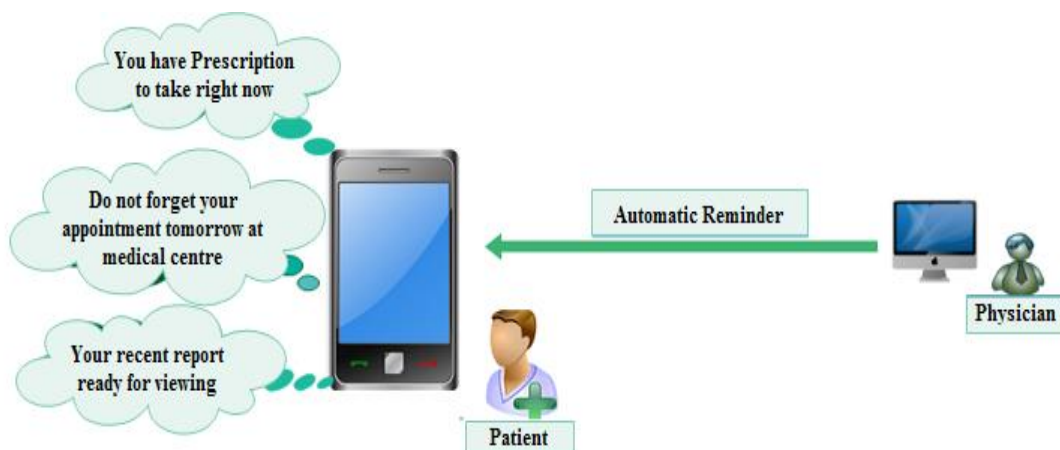 You have Prescription
to take right now
Do not forget your
appointment tomorrow at
medical centre
Your recent report
ready for viewing
Automatic Reminder
Physician
Patient